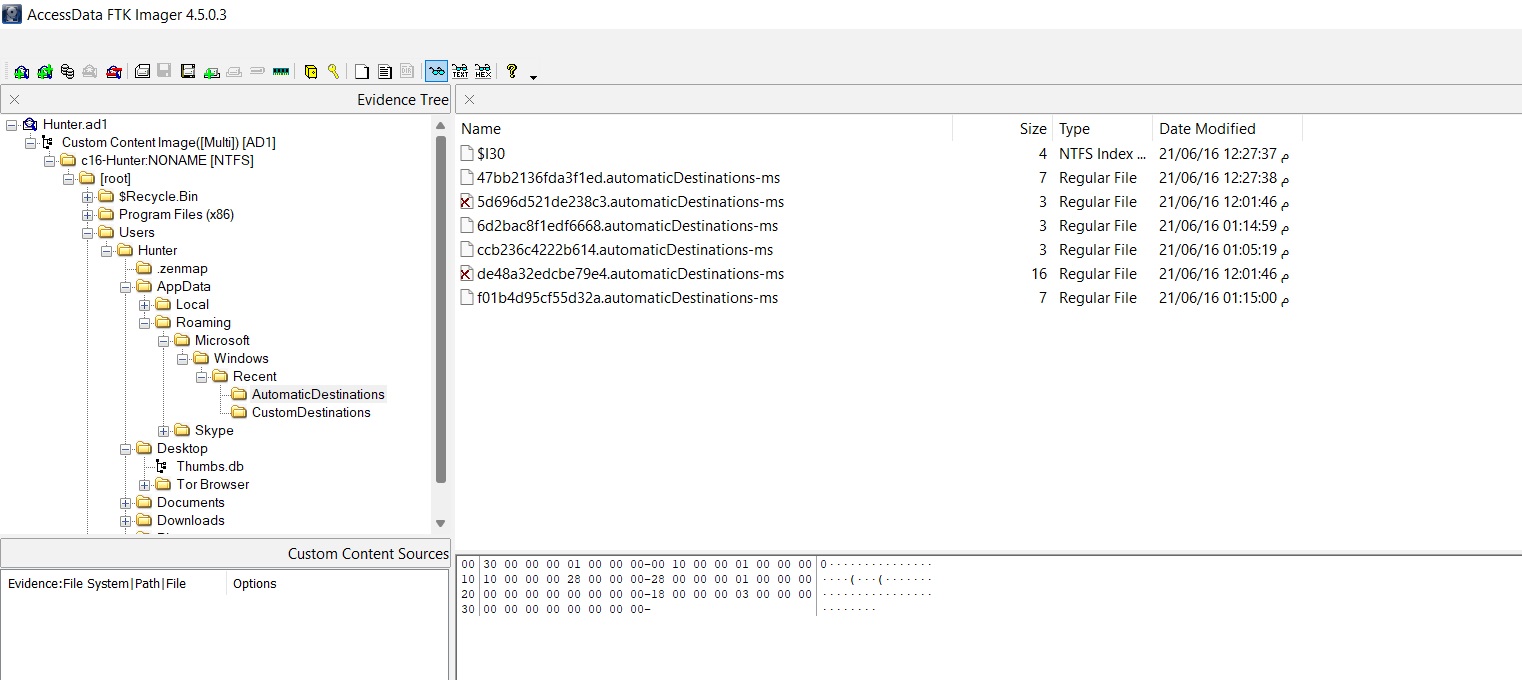 AccessData FTK Imager 4.5.0.3
Evidence Tree
Hunter.ad1
Custom Content Image([Multi]) [AD1]
c16-Hunter:NONAME [NTFS]
[root]
$Recycle.Bin
Program Files (x86)
Users
Hunter
.zenmap
AppData
Local
Roaming
Microsoft
Windows
Recent
AutomaticDestinations
CustomDestinations
Skype
Desktop
Thumbs.db
Tor Browser
Documents
Downloads
Custom Content Sources
Evidence:File System|Path|File Options
Name Size Type Date Modified
$I30 4 NTFS Index ... 21/06/16 12:27:37 م
47bb2136fda3f1ed.automaticDestinations-ms 7 Regular File 21/06/16 12:27:38 م
5d696d521de238c3.automaticDestinations-ms 3 Regular File 21/06/16 12:01:46 م
6d2bac8f1edf6668.automaticDestinations-ms 3 Regular File 21/06/16 01:14:59 م
ccb236c4222b614.automaticDestinations-ms 3 Regular File 21/06/16 01:05:19 م
de48a32edcbe79e4.automaticDestinations-ms 16 Regular File 21/06/16 12:01:46 م
f01b4d95cf55d32a.automaticDestinations-ms 7 Regular File 21/06/16 01:15:00 م
00 30 00 00 00 01 00 00 00-00 10 00 00 01 00 00 00 0···············
10 10 00 00 00 28 00 00 00-28 00 00 00 01 00 00 00 ····(···(·······
20 00 00 00 00 00 00 00 00-18 00 00 00 03 00 00 00 ················
30 00 00 00 00 00 00 00 00- ········